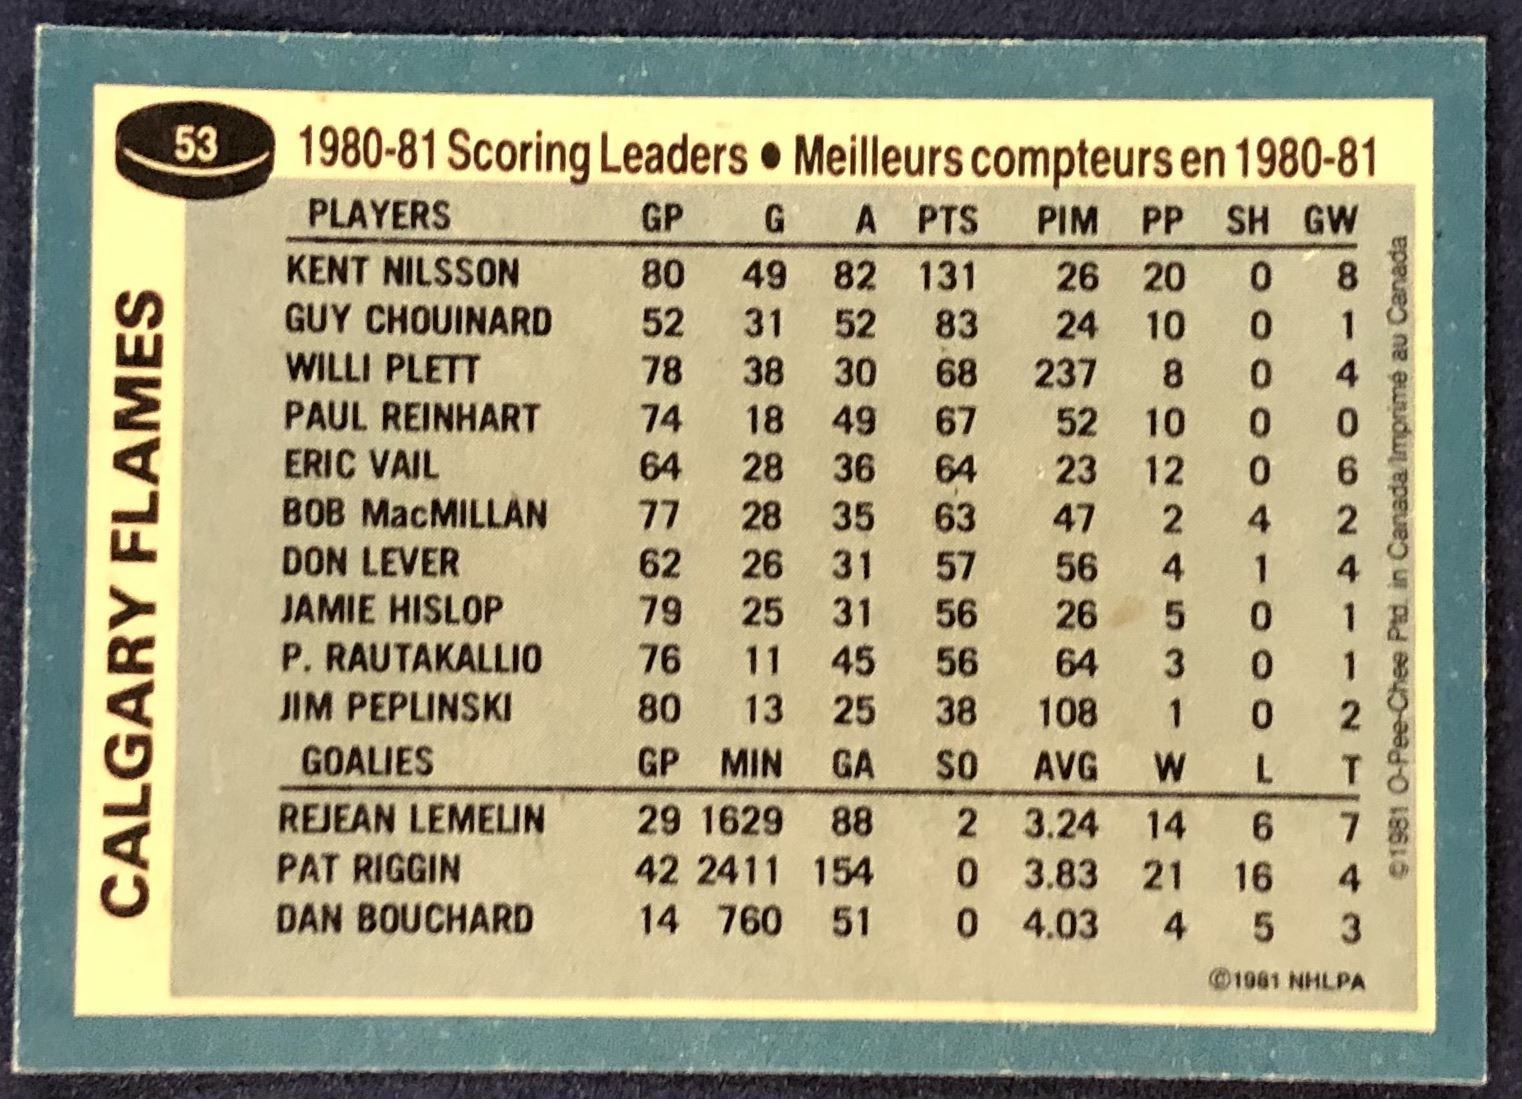 53
1980-81 Scoring Leaders • Meilleurs compteurs en 1980-81
CALGARY FLAMES
PLAYERS GP G A PTS PIM PP SH GW
KENT NILSSON 80 49 82 131 26 20 0 8
GUY CHOUINARD 52 31 52 83 24 10 0 1
WILLI PLETT 78 38 30 68 237 8 0 4
PAUL REINHART 74 18 49 67 52 10 0 0
ERIC VAIL 64 28 36 64 23 12 0 6
BOB MacMILLAN 77 28 35 63 47 2 4 2
DON LEVER 62 26 31 57 56 4 1 4
JAMIE HISLOP 79 25 31 56 26 5 0 1
P. RAUTAKALLIO 76 11 45 56 64 3 0 1
JIM PEPLINSKI 80 13 25 38 108 1 0 2
GOALIES GP MIN GA SO AVG W L T
REJEAN LEMELIN 29 1629 88 2 3.24 14 6 7
PAT RIGGIN 42 2411 154 0 3.83 21 16 4
DAN BOUCHARD 14 760 51 0 4.03 4 5 3
©1981 NHLPA
©1981 O-Pee-Chee Ptd. in Canada/Imprimé au Canada